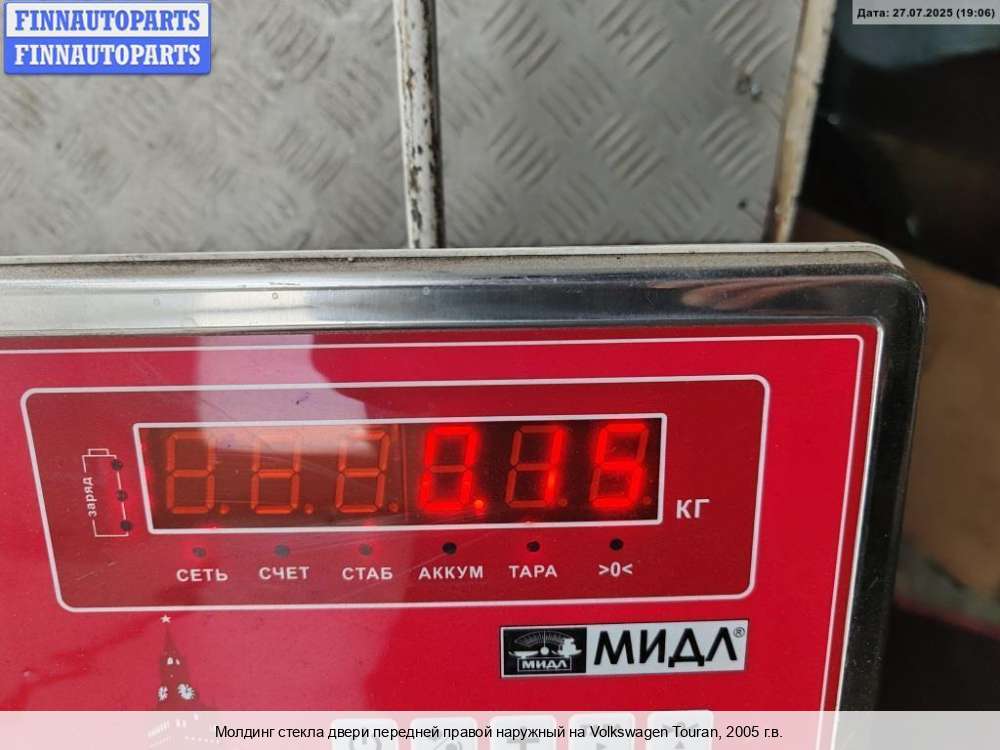 FINNAUTOPARTS
FINNAUTOPARTS
Дата: 27.07.2025 (19:06)
заряд
0.15
КГ
СЕТЬ СЧЕТ СТАБ АККУМ ТАРА >0<
МИДЛ
МИДЛ®
Молдинг стекла двери передней правой наружный на Volkswagen Touran, 2005 г.в.